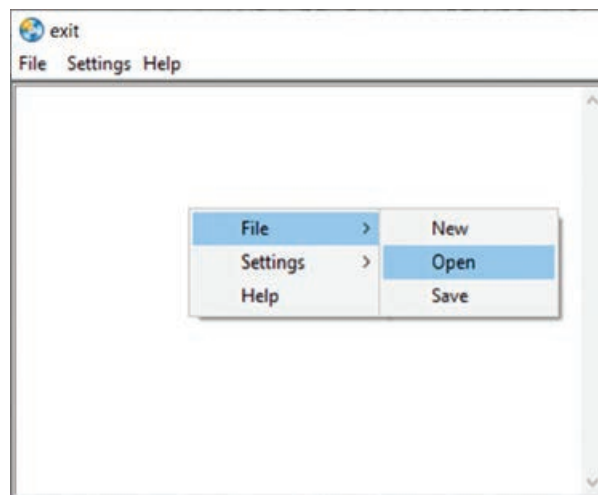 exit
File Settings Help
File > New
Settings > Open
Help Save